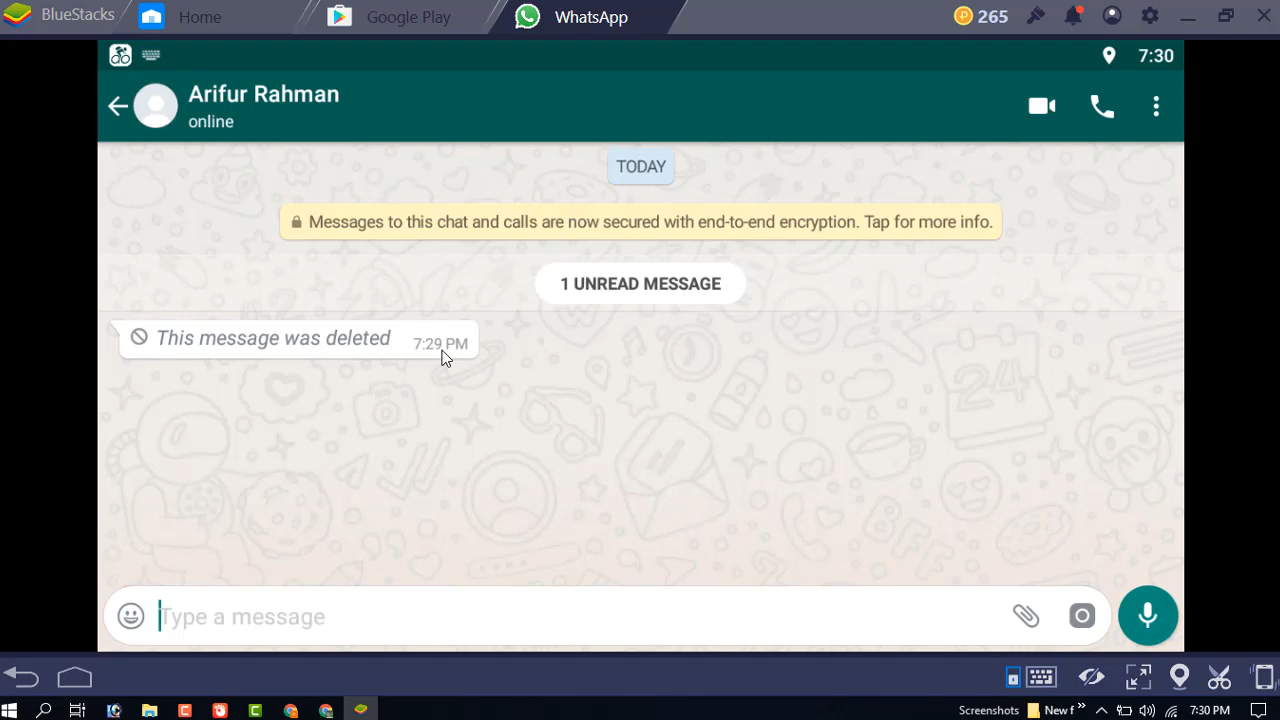 BlueStacks Home Google Play WhatsApp 265
7:30
Arifur Rahman
online
TODAY
Messages to this chat and calls are now secured with end-to-end encryption. Tap for more info.
1 UNREAD MESSAGE
This message was deleted 7:29 PM
Type a message
Screenshots New f 7:30 PM